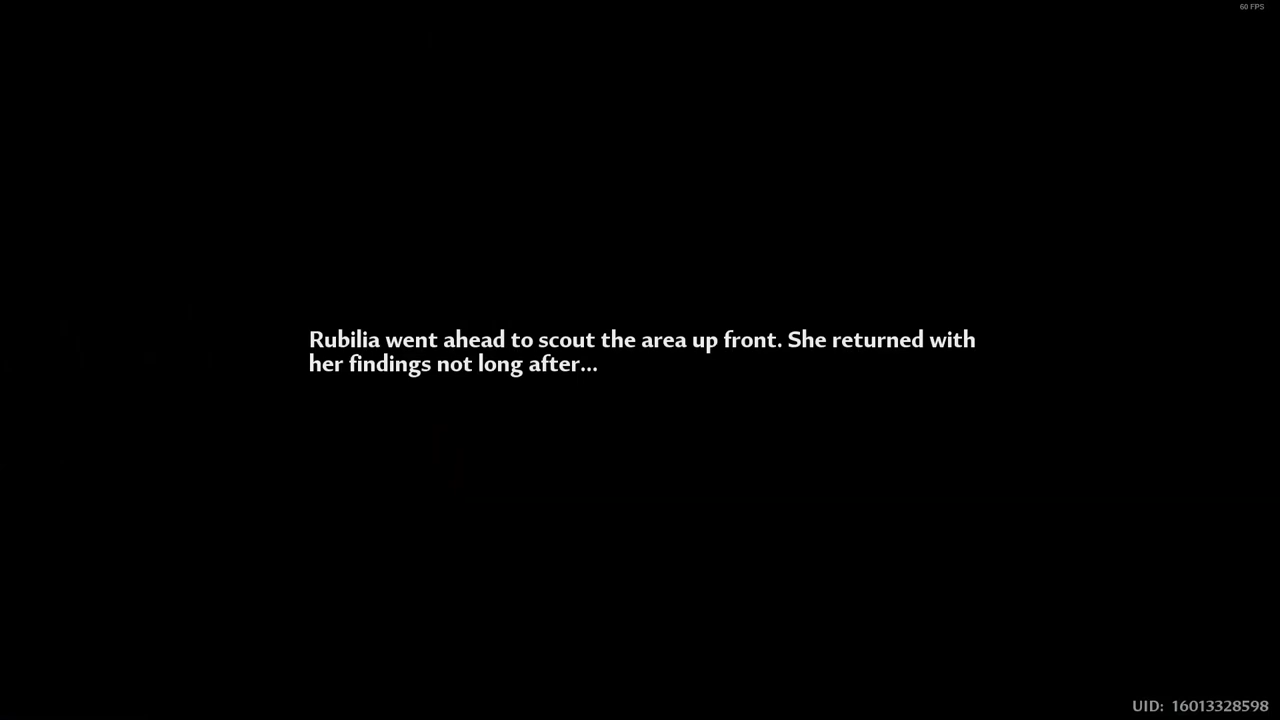 60 FPS
Rubilia went ahead to scout the area up front. She returned with
her findings not long after...
UID: 16013328598